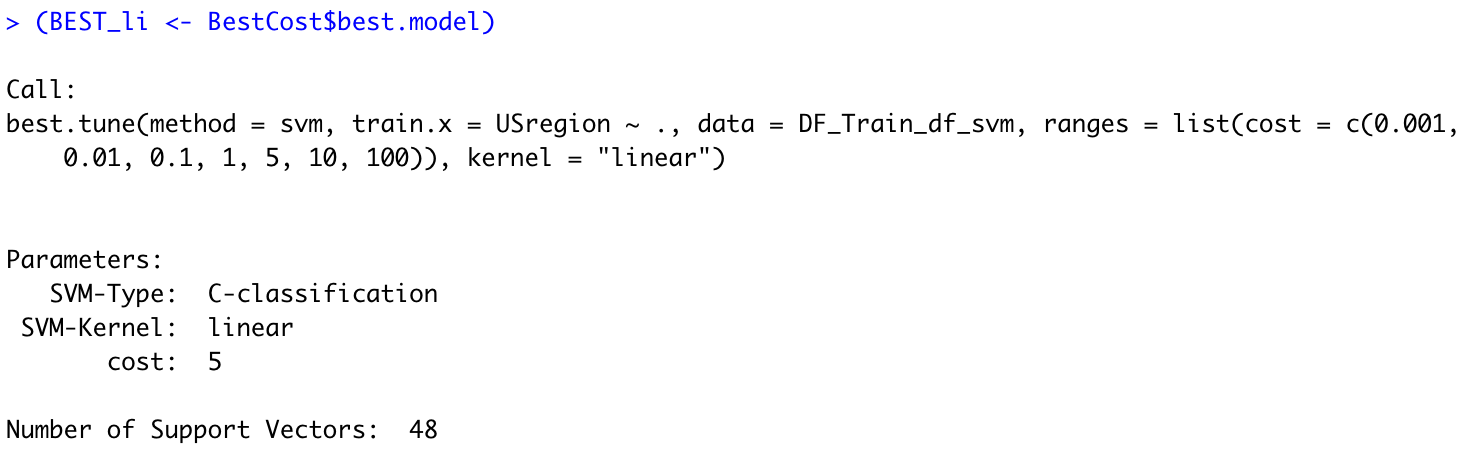 > (BEST_li <- BestCost$best.model)
Call:
best.tune(method = svm, train.x = USregion ~ ., data = DF_Train_df_svm, ranges = list(cost = c(0.001,
    0.01, 0.1, 1, 5, 10, 100)), kernel = "linear")
Parameters:
   SVM-Type:  C-classification
 SVM-Kernel:  linear
       cost:  5
Number of Support Vectors:  48